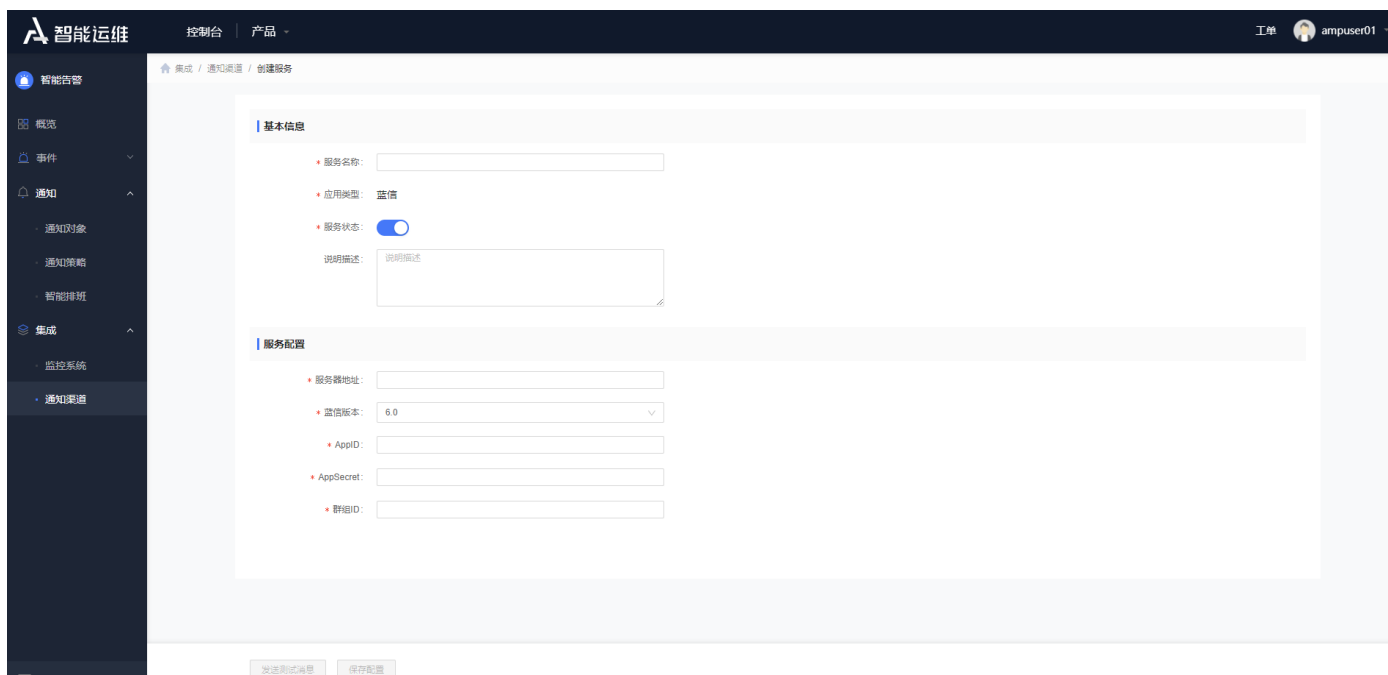 智能运维 控制台 产品 工单 ampuser01
智能告警
集成 / 通知渠道 / 创建服务
概览
事件
通知
通知对象
通知策略
智能排班
集成
监控系统
通知渠道
基本信息
* 服务名称:
* 应用类型: 蓝信
* 服务状态:
说明描述: 说明描述
服务配置
* 服务器地址:
* 蓝信版本: 6.0
* AppID:
* AppSecret:
* 群组ID:
发送测试消息 保存配置